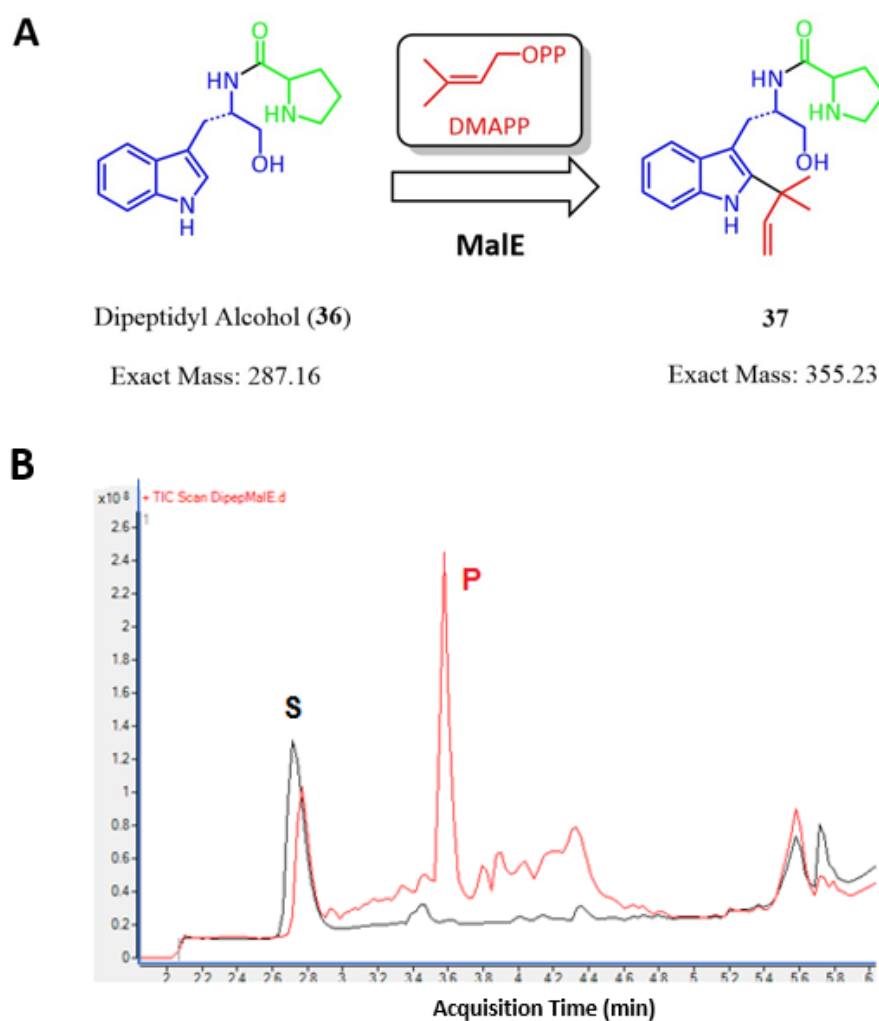 A
O
HN
HN
OH
N
H
OPP
DMAPP
MalE
O
HN
HN
OH
N
H
Dipeptidyl Alcohol (36)
37
Exact Mass: 287.16
Exact Mass: 355.23
B
x10 8
+ TIC Scan DipepMalE.d
1
2.6
2.4
2.2
2
1.8
1.6
1.4
1.2
1
0.8
0.6
0.4
0.2
0
S
P
2 2.2 2.4 2.6 2.8 3 3.2 3.4 3.6 3.8 4 4.2 4.4 4.6 4.8 5 5.2 5.4 5.6 5.8 6
Acquisition Time (min)